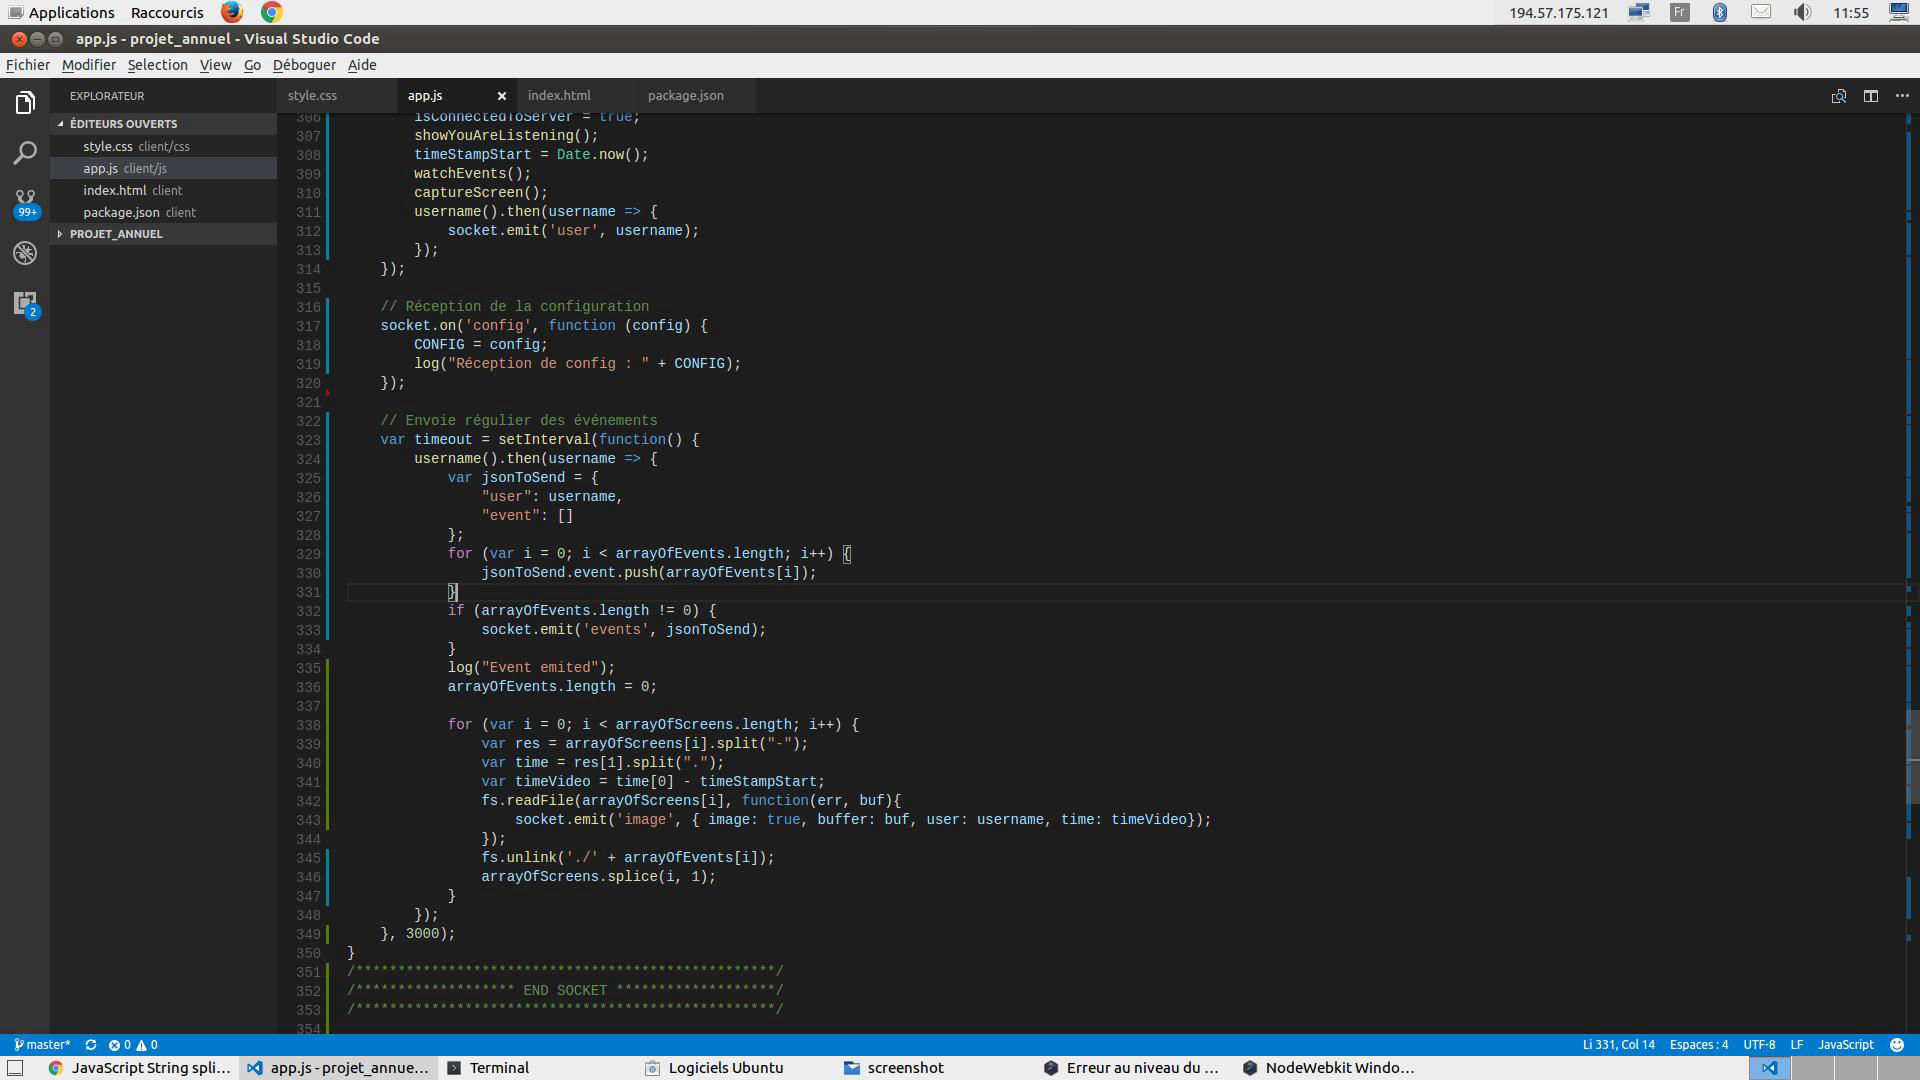 Applications Raccourcis 194.57.175.121 Fr 11:55
app.js - projet_annuel - Visual Studio Code
Fichier Modifier Selection View Go Déboguer Aide
EXPLORATEUR
ÉDITEURS OUVERTS
style.css client/css
app.js client/js
index.html client
package.json client
PROJET_ANNUEL
99+
2
style.css app.js × index.html package.json ···
306 isConnectedToServer = true;
307 showYouAreListening();
308 timeStampStart = Date.now();
309 watchEvents();
310 captureScreen();
311 username().then(username => {
312 socket.emit('user', username);
313 });
314 });
315
316 // Réception de la configuration
317 socket.on('config', function (config) {
318 CONFIG = config;
319 log("Réception de config : " + CONFIG);
320 });
321
322 // Envoie régulier des événements
323 var timeout = setInterval(function() {
324 username().then(username => {
325 var jsonToSend = {
326 "user": username,
327 "event": []
328 };
329 for (var i = 0; i < arrayOfEvents.length; i++) {
330 jsonToSend.event.push(arrayOfEvents[i]);
331 }
332 if (arrayOfEvents.length != 0) {
333 socket.emit('events', jsonToSend);
334 }
335 log("Event emited");
336 arrayOfEvents.length = 0;
337
338 for (var i = 0; i < arrayOfScreens.length; i++) {
339 var res = arrayOfScreens[i].split("-");
340 var time = res[1].split(".");
341 var timeVideo = time[0] - timeStampStart;
342 fs.readFile(arrayOfScreens[i], function(err, buf){
343 socket.emit('image', { image: true, buffer: buf, user: username, time: timeVideo});
344 });
345 fs.unlink('./' + arrayOfEvents[i]);
346 arrayOfScreens.splice(i, 1);
347 }
348 });
349 }, 3000);
350 }
351 /**************************************************/
352 /******************* END SOCKET *******************/
353 /**************************************************/
354
master* 0 0 Li 331, Col 14 Espaces : 4 UTF-8 LF JavaScript
JavaScript String spli... app.js - projet_annue... Terminal Logiciels Ubuntu screenshot Erreur au niveau du ... NodeWebkit Windo...